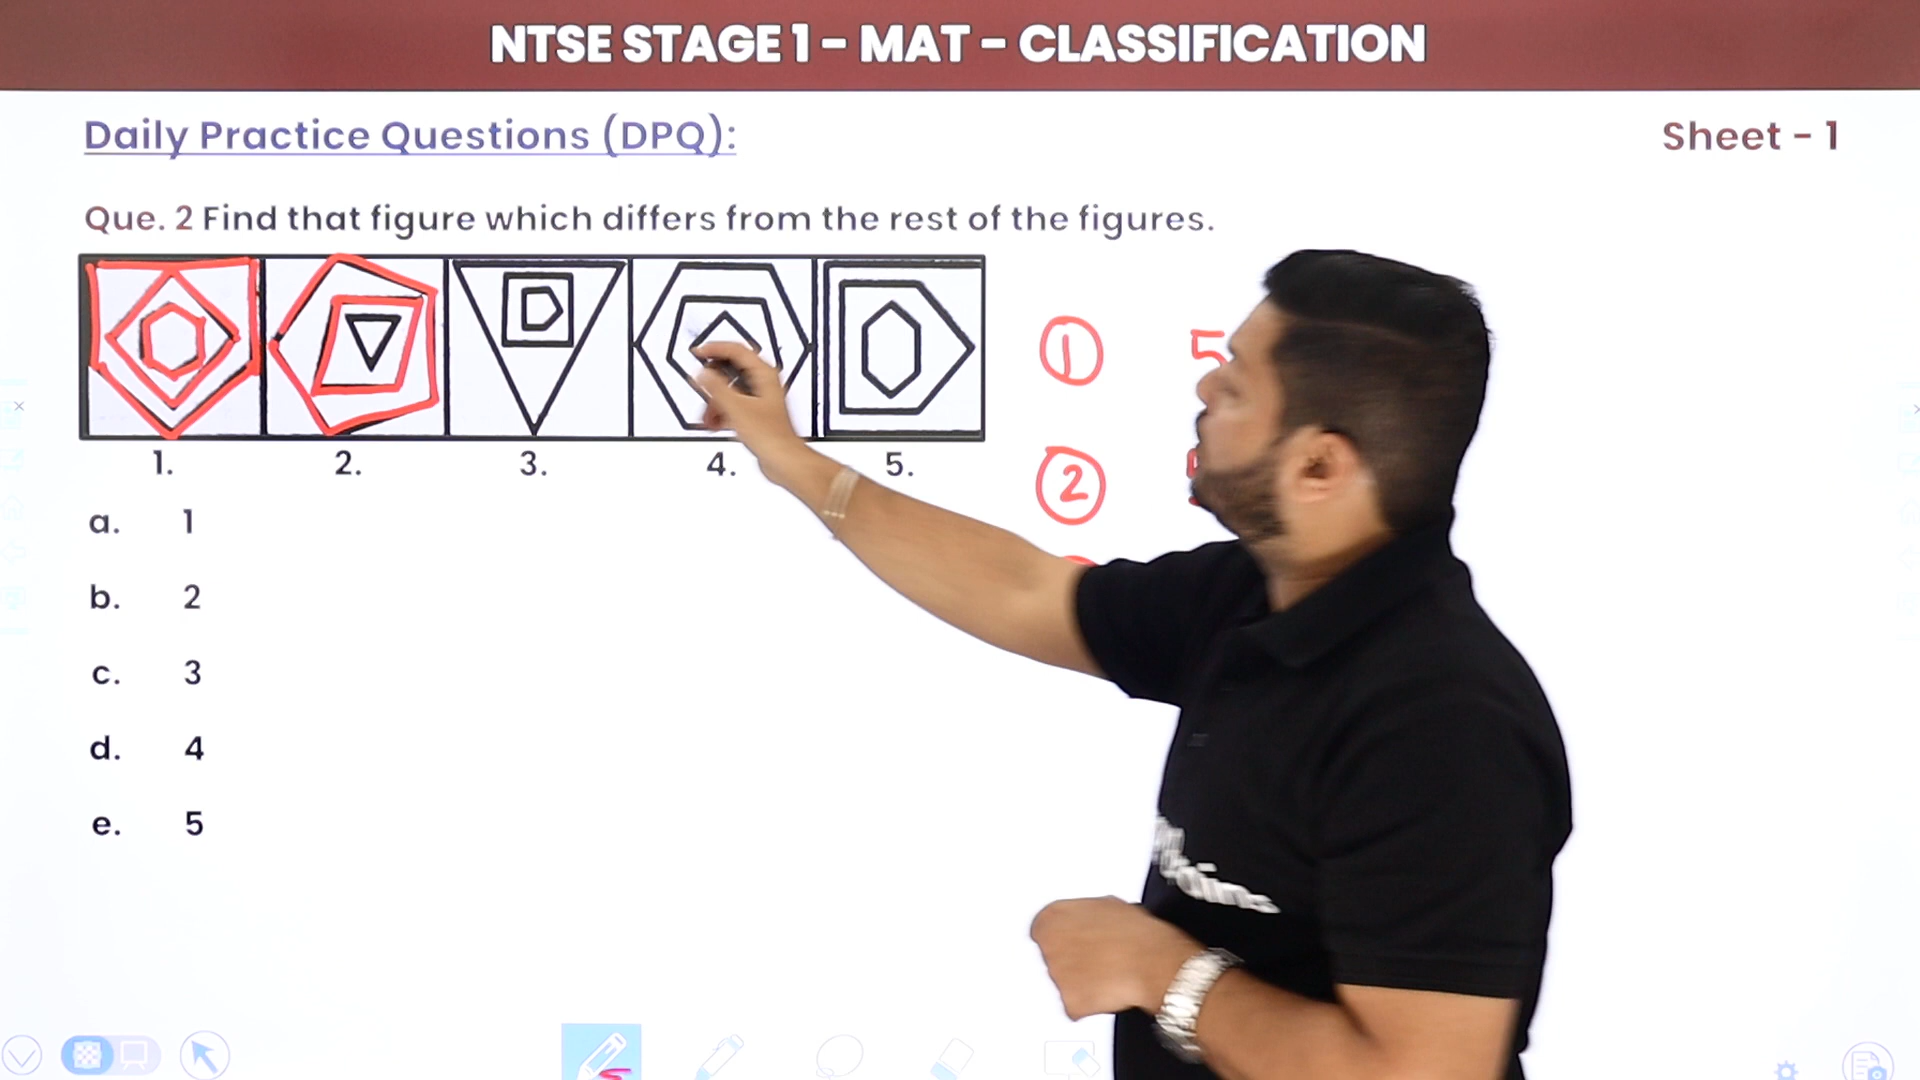 NTSE STAGE 1 - MAT - CLASSIFICATION
Daily Practice Questions (DPQ):
Sheet - 1
Que. 2 Find that figure which differs from the rest of the figures.
1. 2. 3. 4. 5.
1 5
2
a. 1
b. 2
c. 3
d. 4
e. 5